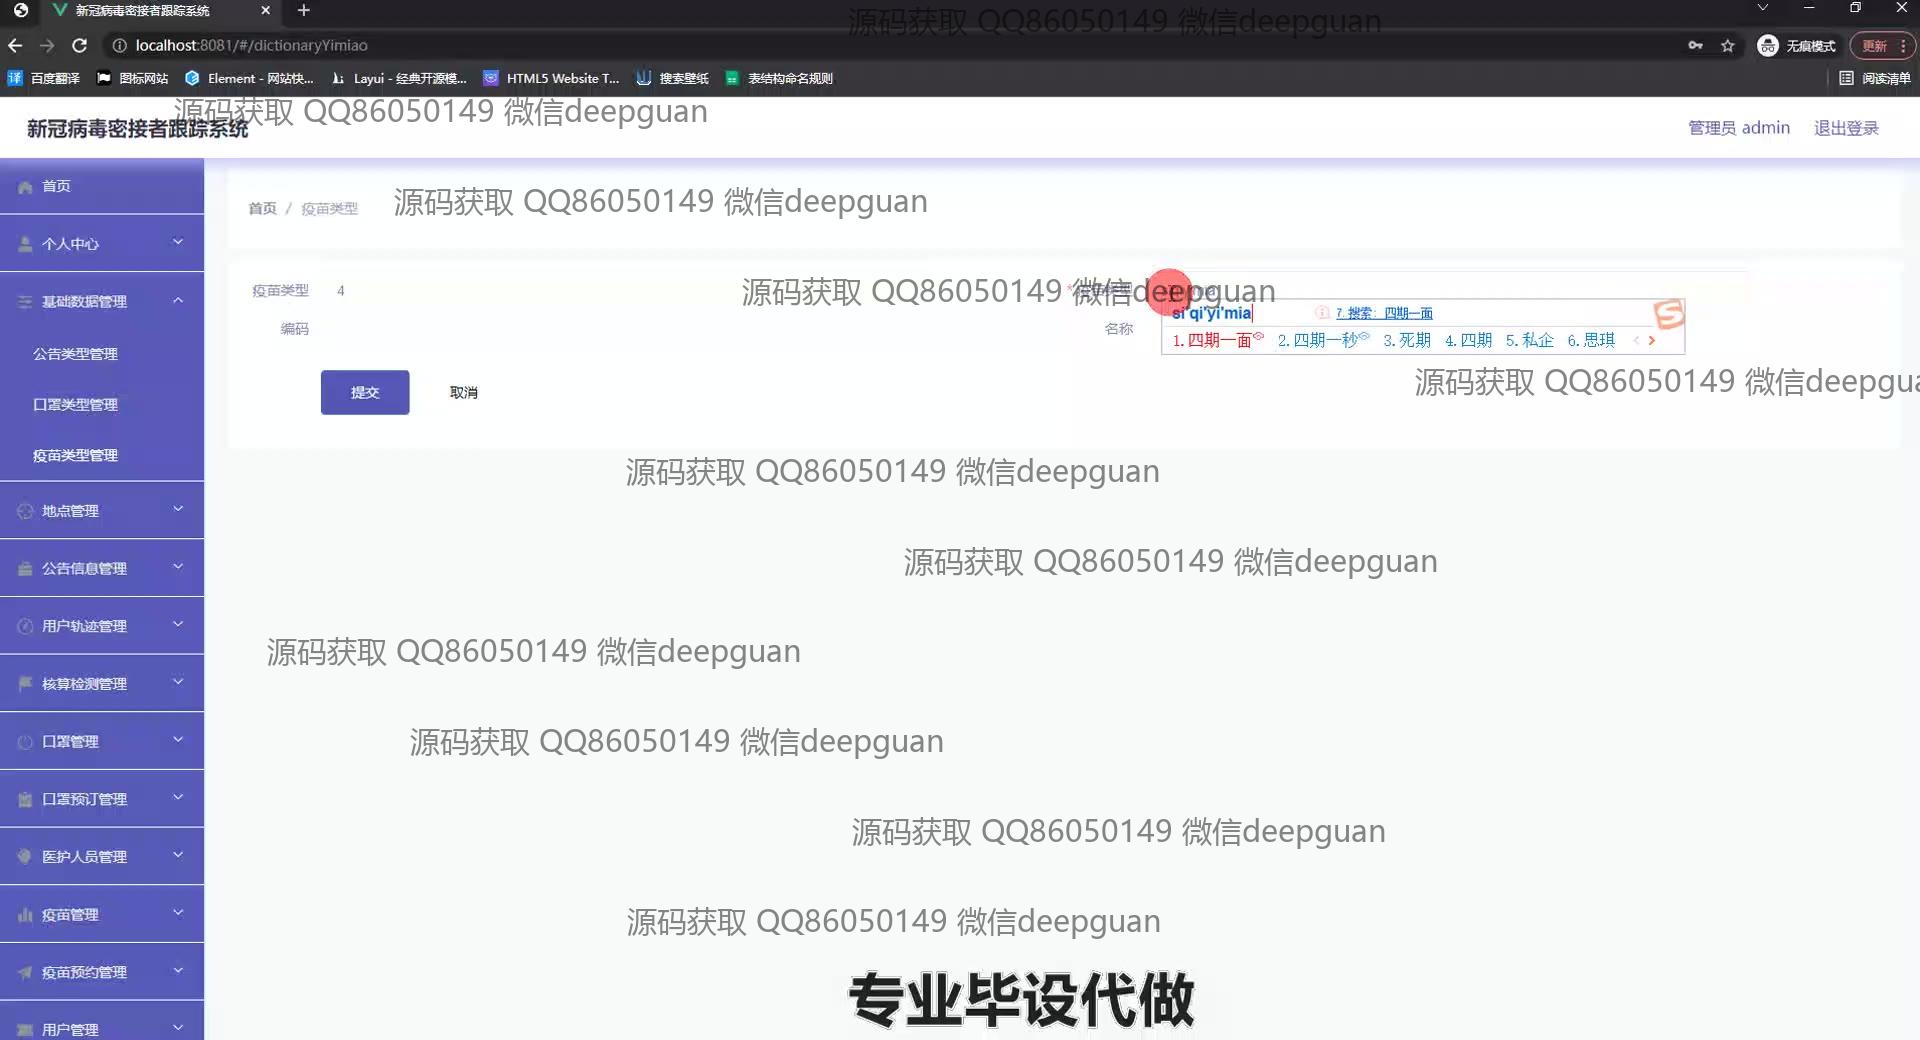 新冠病毒密接者跟踪系统
源码获取 QQ86050149 微信deepguan
localhost:8081/#/dictionaryYimiao
无痕模式
更新
百度翻译
图标网站
Element - 网站快...
Layui - 经典开源模...
HTML5 Website T...
搜索壁纸
表结构命名规则
阅读清单
源码获取 QQ86050149 微信deepguan
新冠病毒密接者跟踪系统
管理员 admin
退出登录
首页
个人中心
基础数据管理
公告类型管理
口罩类型管理
疫苗类型管理
地点管理
公告信息管理
用户轨迹管理
核算检测管理
口罩管理
口罩预订管理
医护人员管理
疫苗管理
疫苗预约管理
用户管理
首页 / 疫苗类型
源码获取 QQ86050149 微信deepguan
疫苗类型编码
4
源码获取 QQ86050149 微信deepguan
名称
si'qi'yi'mia
7.搜索：四期一面
1.四期一面 2.四期一秒 3.死期 4.四期 5.私企 6.思琪
提交
取消
源码获取 QQ86050149 微信deepgua
源码获取 QQ86050149 微信deepguan
源码获取 QQ86050149 微信deepguan
源码获取 QQ86050149 微信deepguan
源码获取 QQ86050149 微信deepguan
源码获取 QQ86050149 微信deepguan
源码获取 QQ86050149 微信deepguan
专业毕设代做